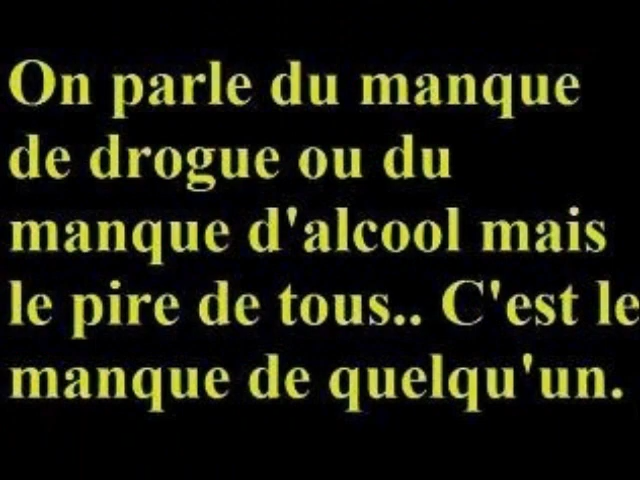 On parle du manque
de drogue ou du
manque d'alcool mais
le pire de tous.. C'est le
manque de quelqu'un.